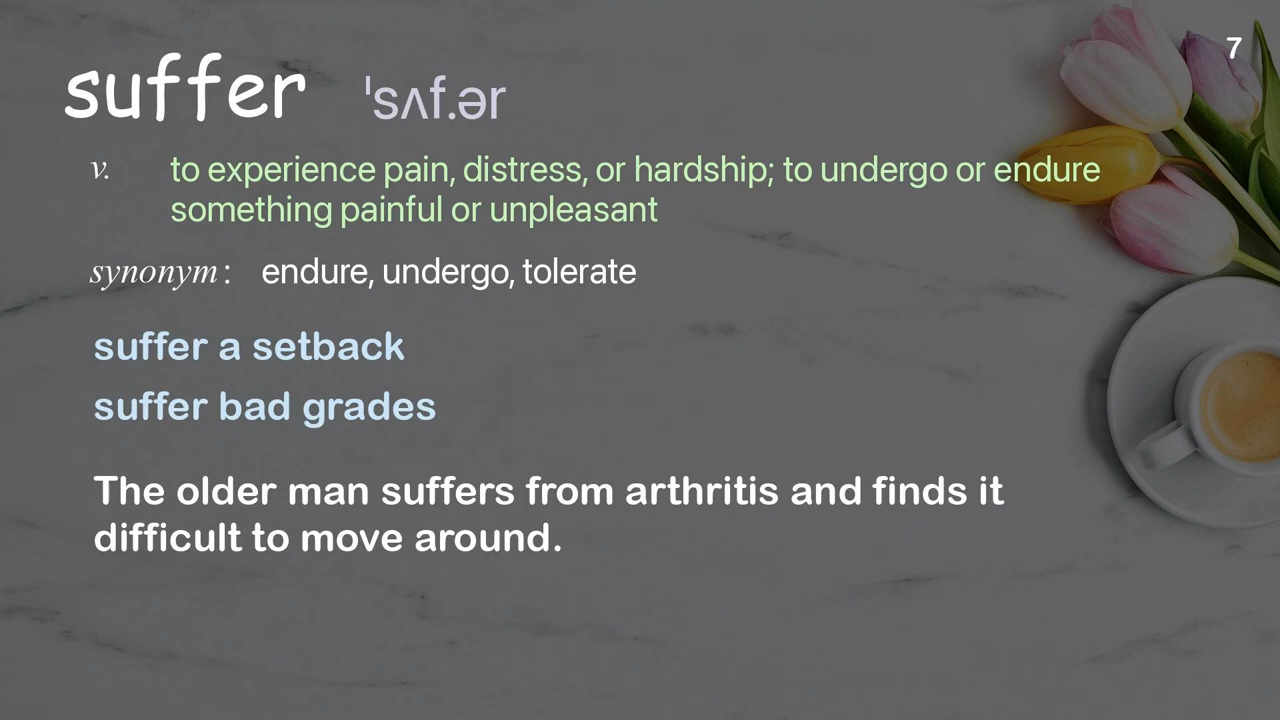 7
suffer ˈsʌf.ər
v. to experience pain, distress, or hardship; to undergo or endure
something painful or unpleasant
synonym : endure, undergo, tolerate
suffer a setback
suffer bad grades
The older man suffers from arthritis and finds it
difficult to move around.